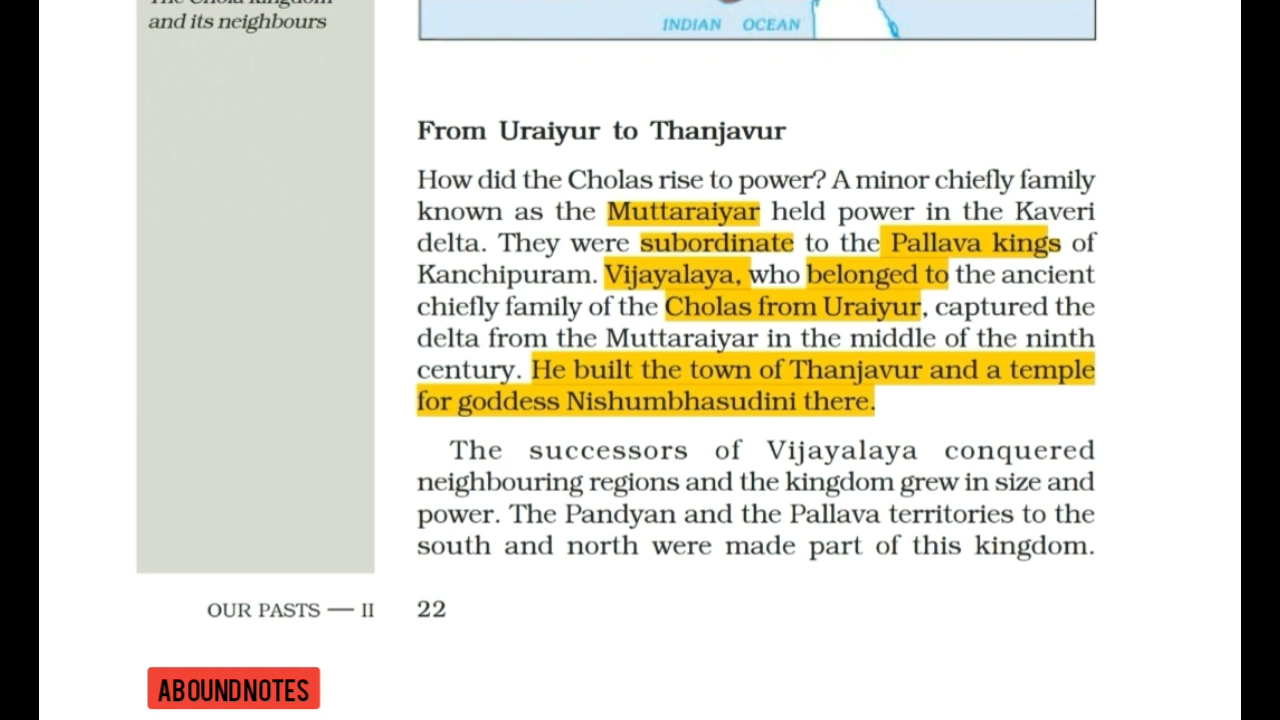 The Chola kingdom
and its neighbours
INDIAN OCEAN
From Uraiyur to Thanjavur
How did the Cholas rise to power? A minor chiefly family
known as the Muttaraiyar held power in the Kaveri
delta. They were subordinate to the Pallava kings of
Kanchipuram. Vijayalaya, who belonged to the ancient
chiefly family of the Cholas from Uraiyur, captured the
delta from the Muttaraiyar in the middle of the ninth
century. He built the town of Thanjavur and a temple
for goddess Nishumbhasudini there.
The successors of Vijayalaya conquered
neighbouring regions and the kingdom grew in size and
power. The Pandyan and the Pallava territories to the
south and north were made part of this kingdom.
OUR PASTS — II 22
ABOUNDNOTES